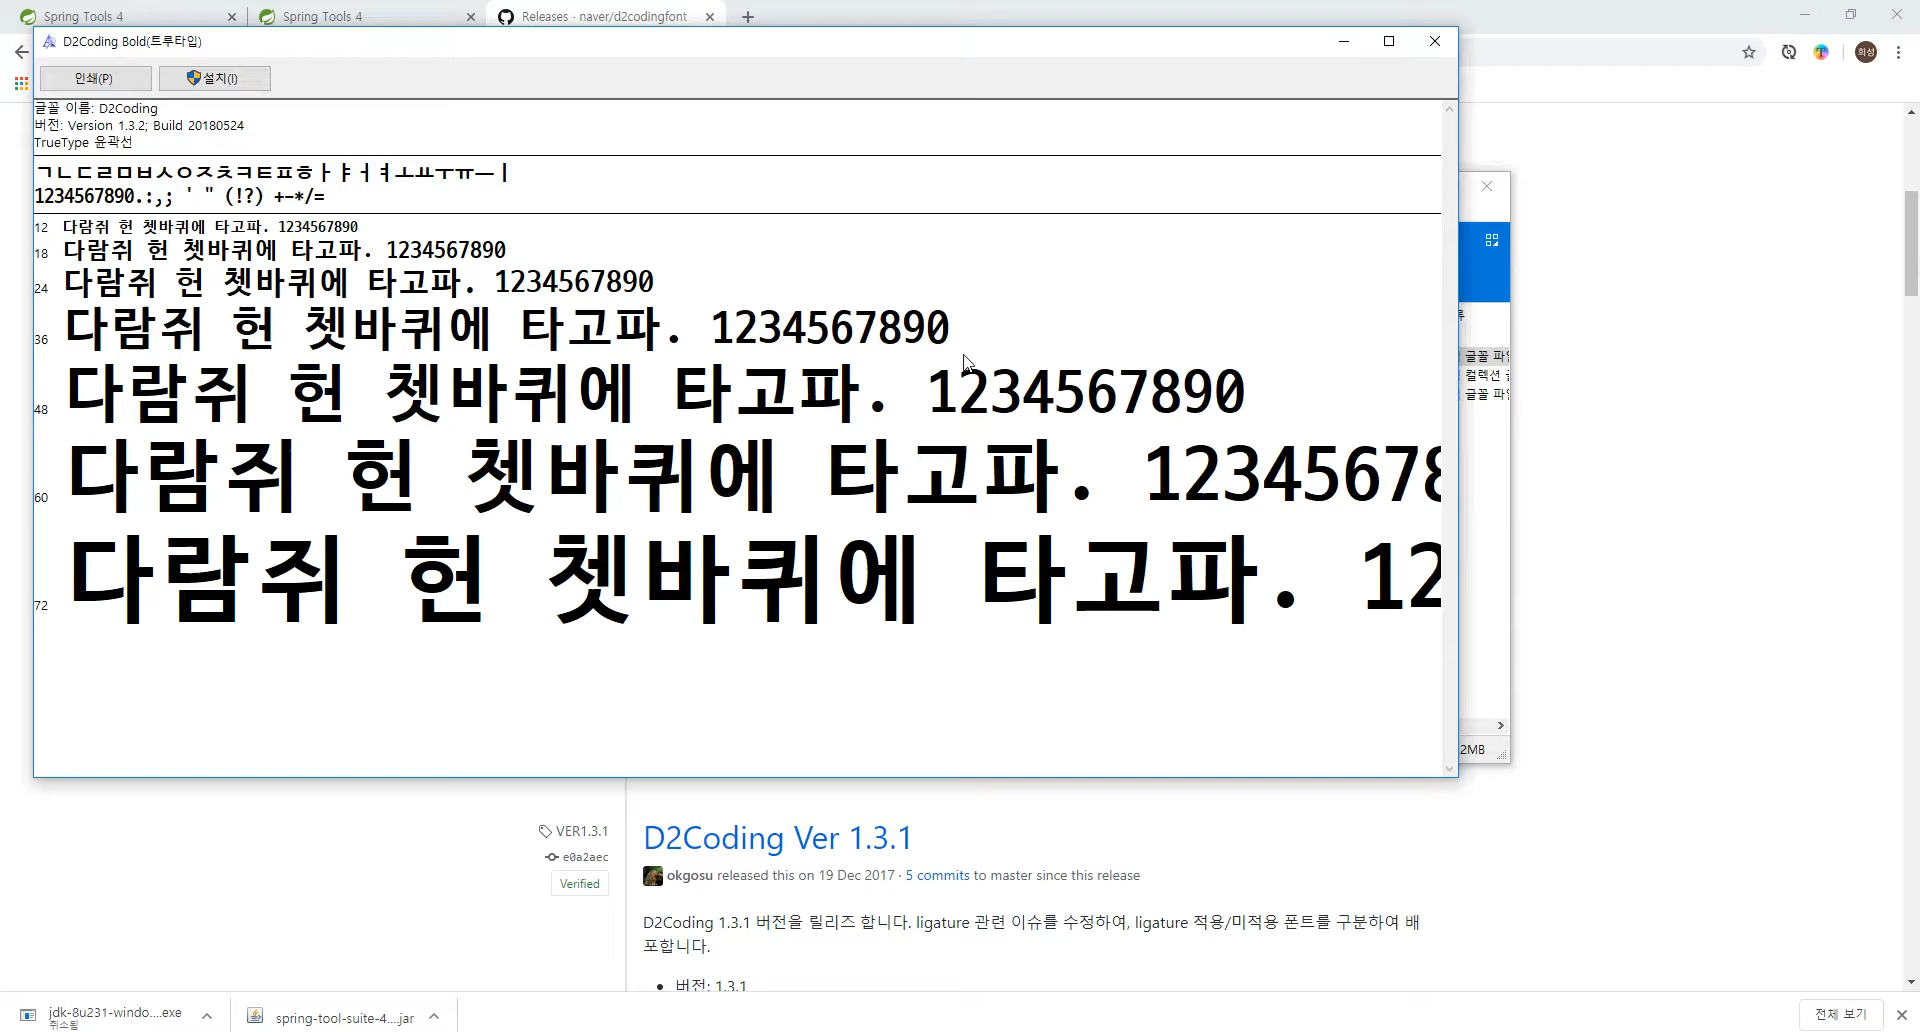 Spring Tools 4
Spring Tools 4
Releases · naver/d2codingfont
D2Coding Bold(트루타입)
인쇄(P)
설치(I)
희성
글꼴 이름: D2Coding
버전: Version 1.3.2; Build 20180524
TrueType 윤곽선
ㄱㄴㄷㄹㅁㅂㅅㅇㅈㅊㅋㅌㅍㅎㅏㅑㅓㅕㅗㅛㅜㅠㅡㅣ
1234567890.:,; ' " (!?) +-*/=
12 다람쥐 헌 쳇바퀴에 타고파. 1234567890
18 다람쥐 헌 쳇바퀴에 타고파. 1234567890
24 다람쥐 헌 쳇바퀴에 타고파. 1234567890
36 다람쥐 헌 쳇바퀴에 타고파. 1234567890
48 다람쥐 헌 쳇바퀴에 타고파. 1234567890
60 다람쥐 헌 쳇바퀴에 타고파. 12345678
72 다람쥐 헌 쳇바퀴에 타고파. 12
글꼴 파일
컬렉션 글
글꼴 파일
2MB
VER1.3.1
e0a2aec
Verified
D2Coding Ver 1.3.1
okgosu released this on 19 Dec 2017 · 5 commits to master since this release
D2Coding 1.3.1 버전을 릴리즈 합니다. ligature 관련 이슈를 수정하여, ligature 적용/미적용 폰트를 구분하여 배
포합니다.
• 버전: 1.3.1
jdk-8u231-windo....exe
취소됨
spring-tool-suite-4....jar
전체 보기